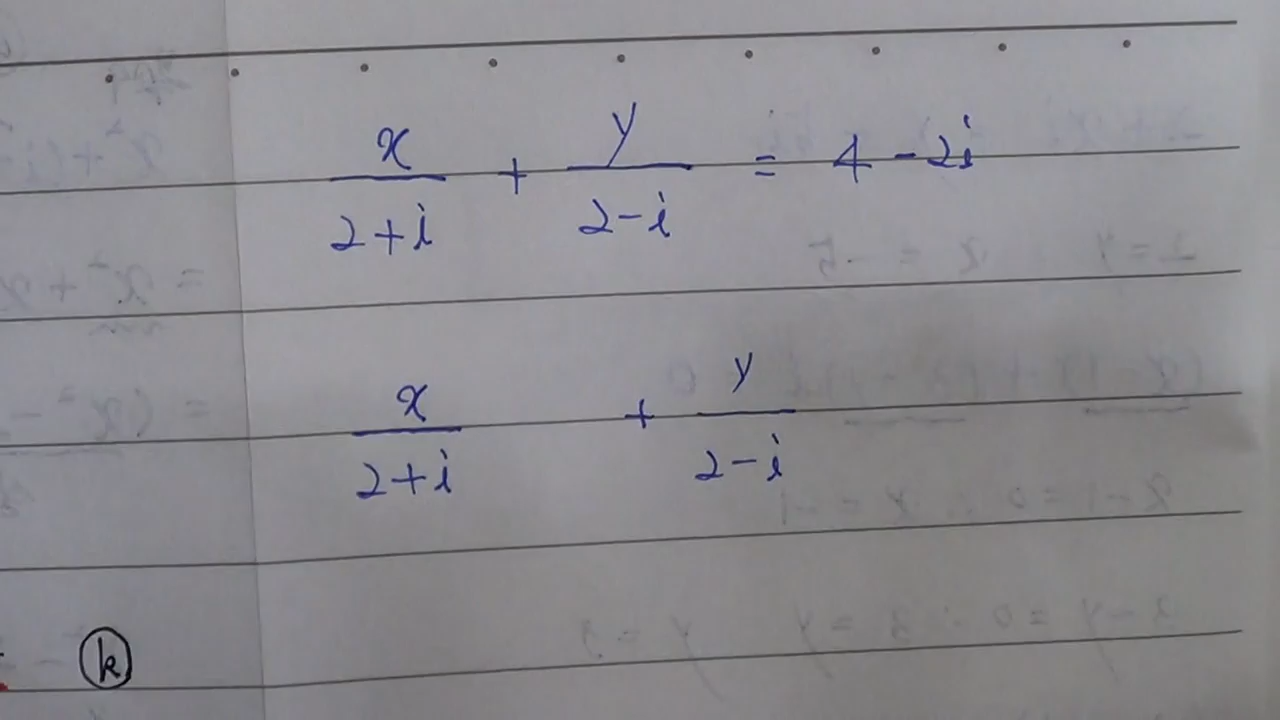 x/(2+i) + y/(2-i) = 4 - 2i
x/(2+i) + y/(2-i)
k